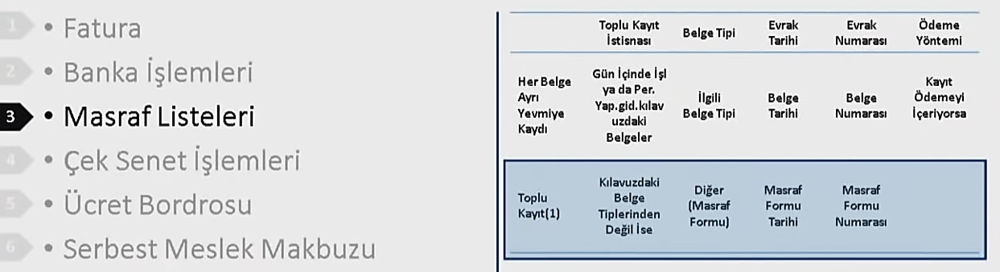 1 • Fatura
2 • Banka İşlemleri
3 • Masraf Listeleri
4 • Çek Senet İşlemleri
5 • Ücret Bordrosu
6 • Serbest Meslek Makbuzu
Toplu Kayıt
İstisnası
Belge Tipi
Evrak
Tarihi
Evrak
Numarası
Ödeme
Yöntemi
Her Belge
Ayrı
Yevmiye
Kaydı
Gün İçinde İşl
ya da Per.
Yap.gid.kılav
uzdaki
Belgeler
İlgili
Belge Tipi
Belge
Tarihi
Belge
Numarası
Kayıt
Ödemeyi
İçeriyorsa
Toplu
Kayıt(1)
Kılavuzdaki
Belge
Tiplerinden
Değil İse
Diğer
(Masraf
Formu)
Masraf
Formu
Tarihi
Masraf
Formu
Numarası